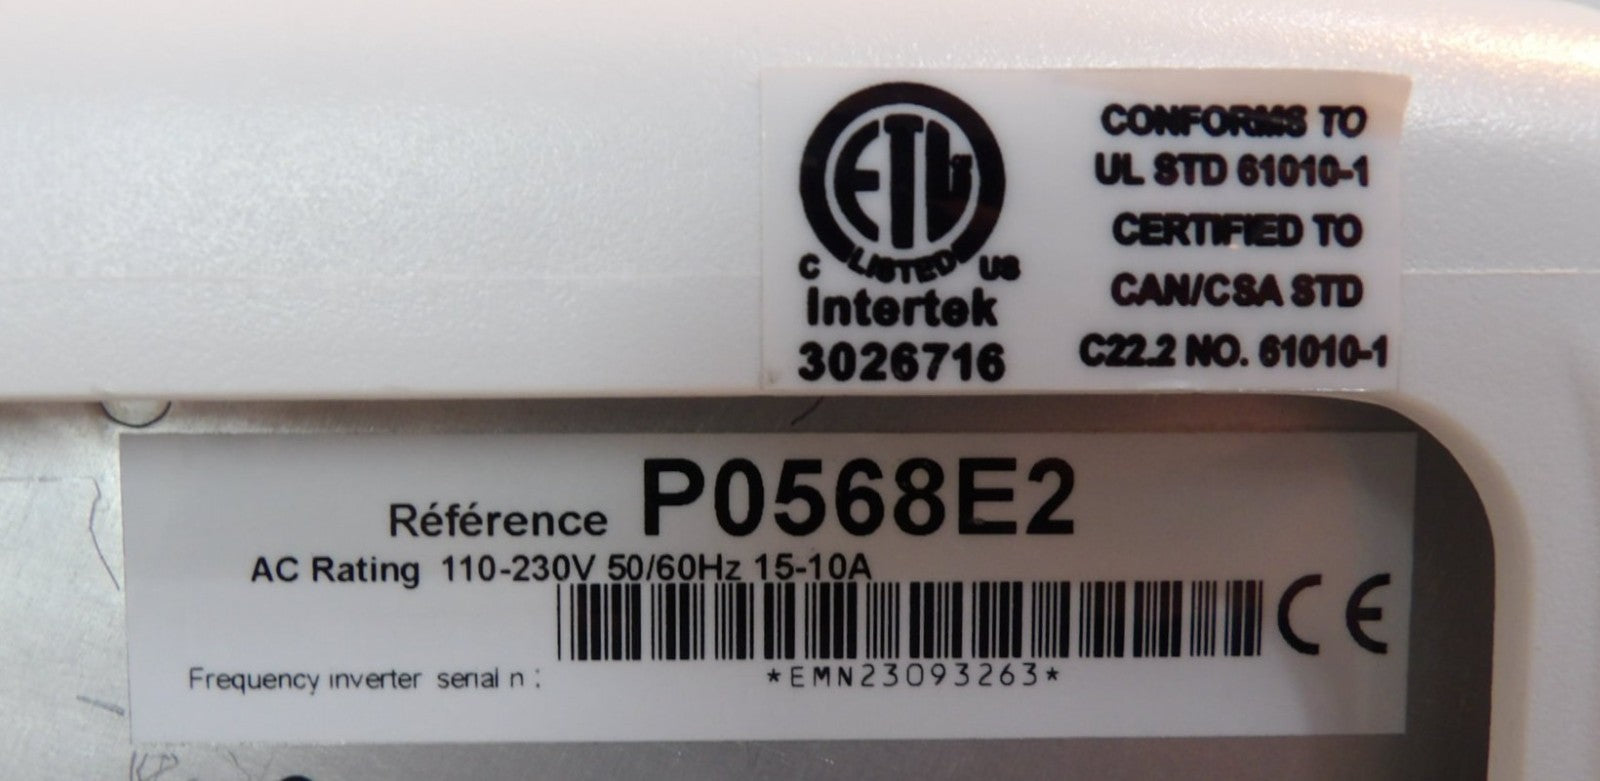 ETL
LISTED
C US
Intertek
3026716
CONFORMS TO
UL STD 61010-1
CERTIFIED TO
CAN/CSA STD
C22.2 NO. 61010-1
Référence P0568E2
AC Rating 110-230V 50/60Hz 15-10A
CE
Frequency inverter serial n : *EMN23093263*